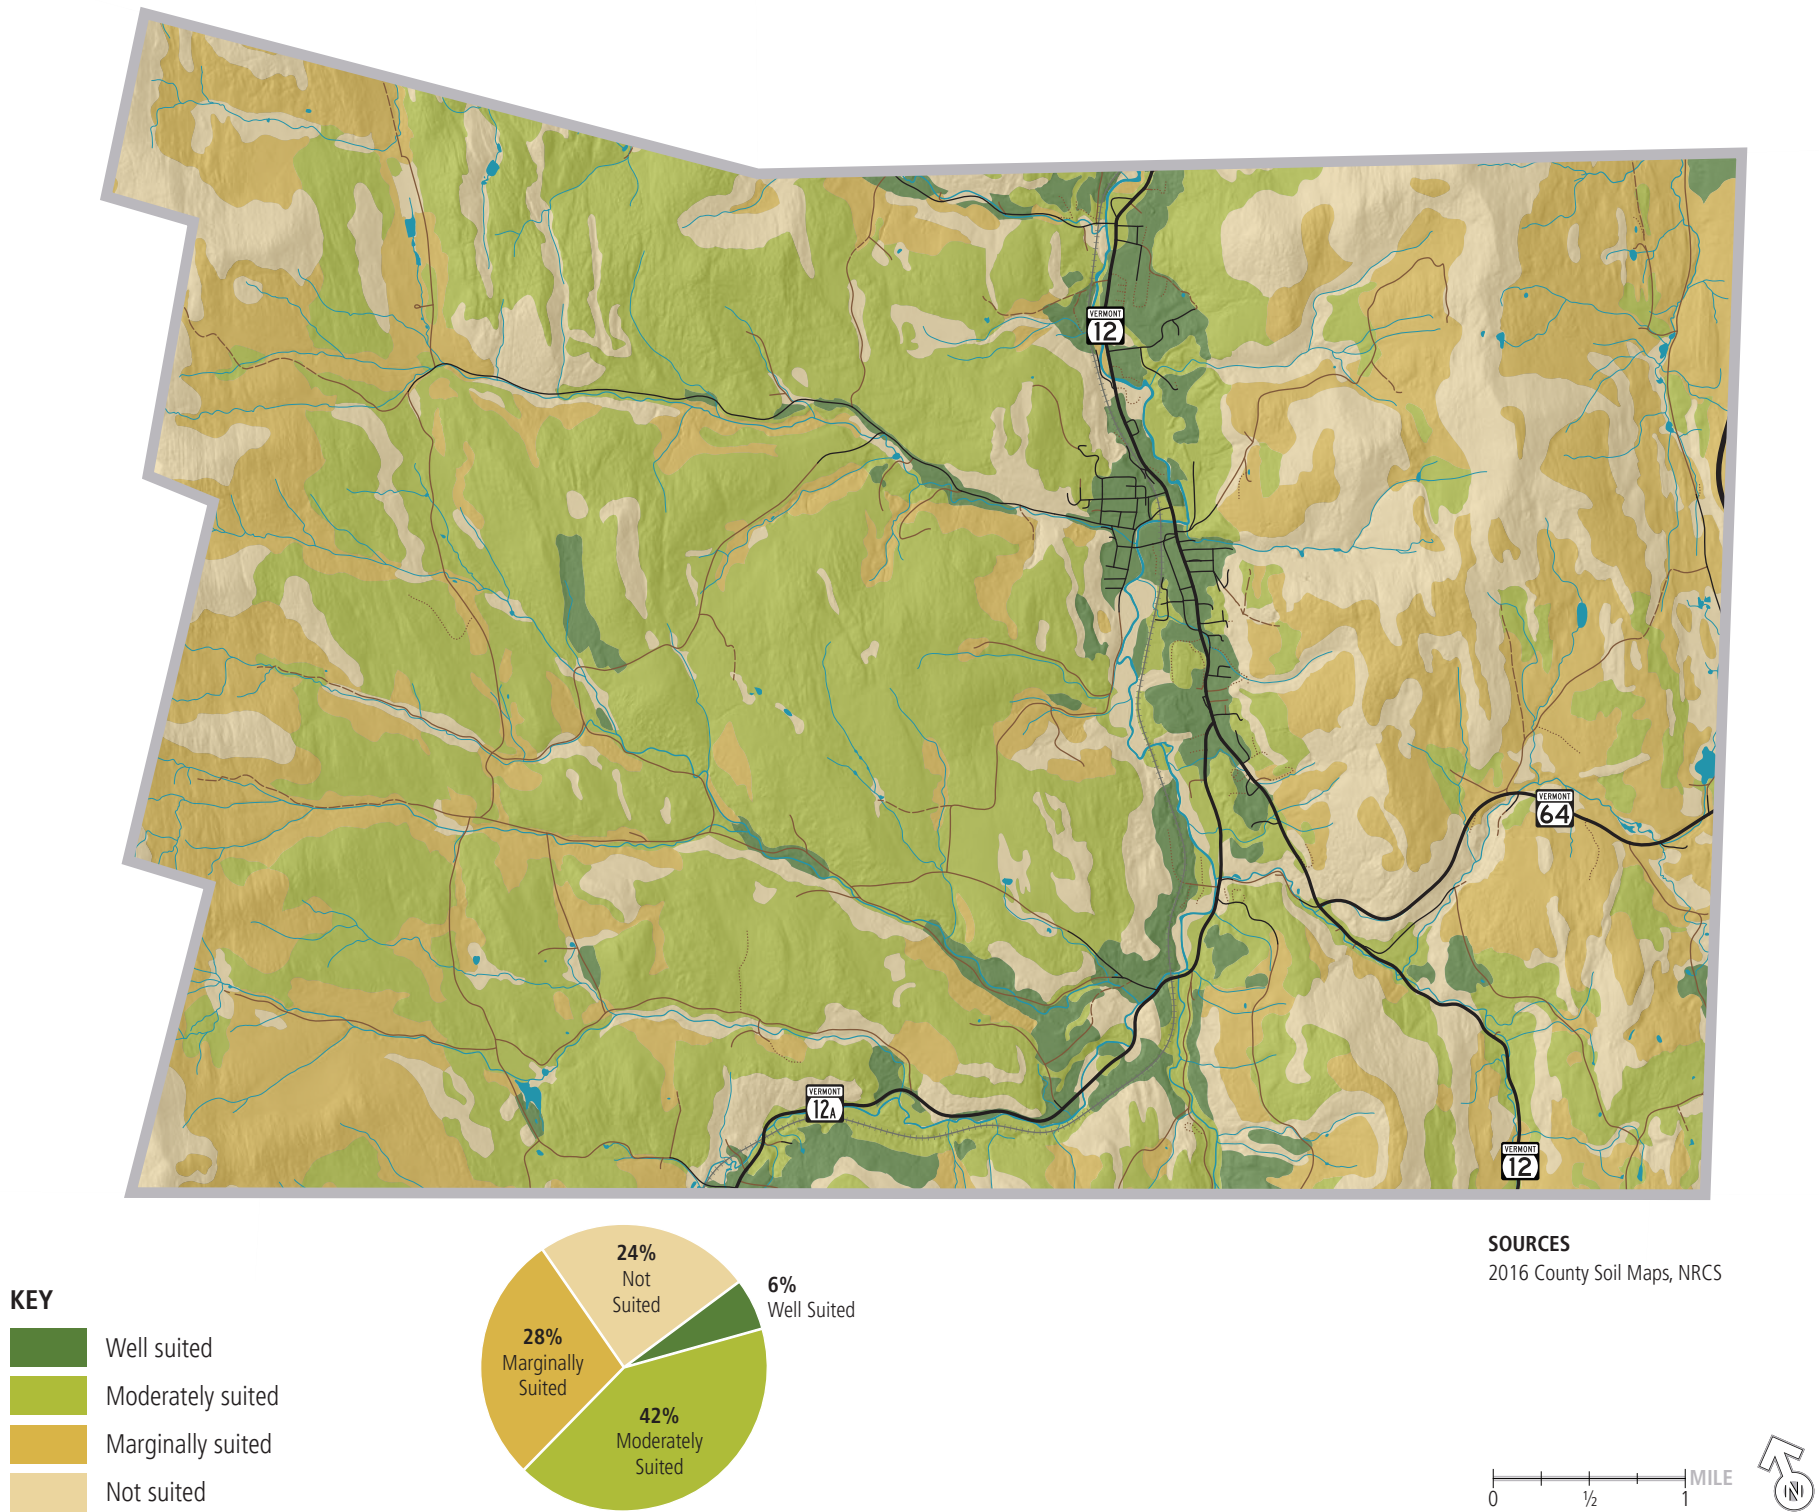 VERMONT
12
VERMONT
64
VERMONT
12A
VERMONT
12
KEY
Well suited
Moderately suited
Marginally suited
Not suited
24%
Not
Suited
6%
Well Suited
28%
Marginally
Suited
42%
Moderately
Suited
SOURCES
2016 County Soil Maps, NRCS
0
½
1
MILE
N